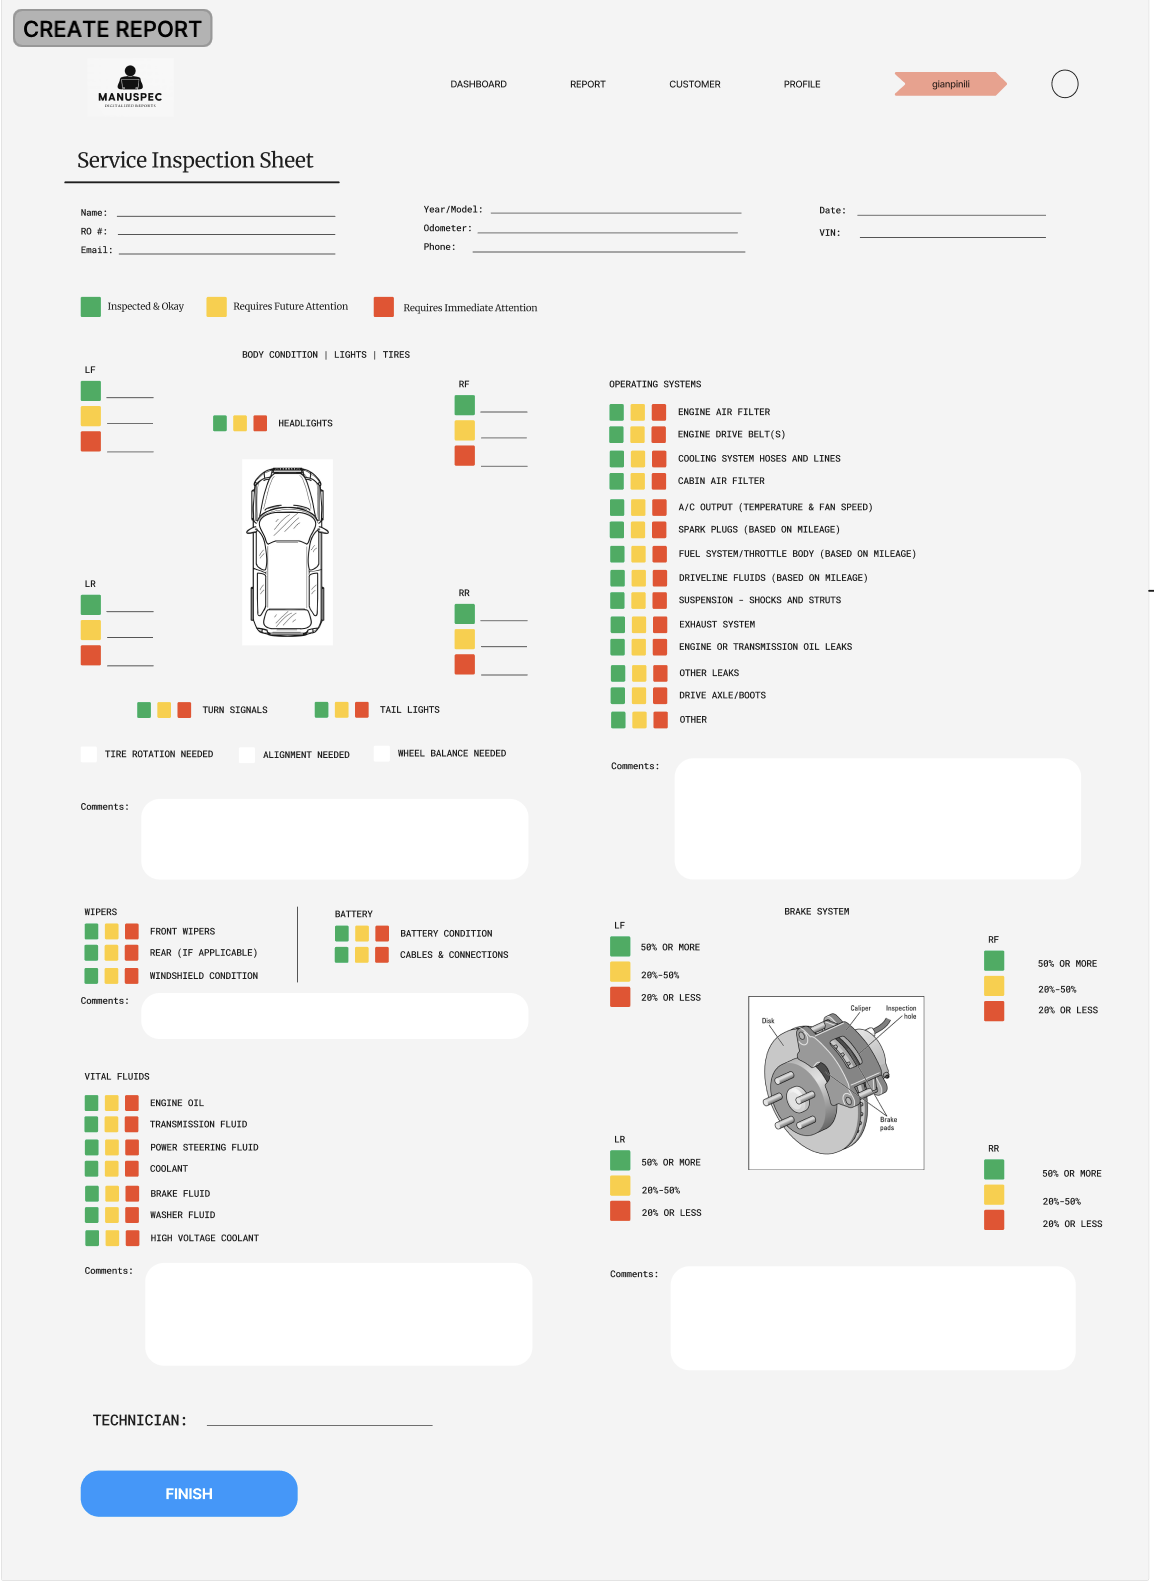 CREATE REPORT
MANUSPEC
DIGITALIZED REPORTS
DASHBOARD REPORT CUSTOMER PROFILE gianpinili
Service Inspection Sheet
Name:
RO #:
Email:
Year/Model:
Odometer:
Phone:
Date:
VIN:
Inspected & Okay Requires Future Attention Requires Immediate Attention
BODY CONDITION | LIGHTS | TIRES
LF
RF
HEADLIGHTS
LR
RR
TURN SIGNALS TAIL LIGHTS
TIRE ROTATION NEEDED ALIGNMENT NEEDED WHEEL BALANCE NEEDED
Comments:
OPERATING SYSTEMS
ENGINE AIR FILTER
ENGINE DRIVE BELT(S)
COOLING SYSTEM HOSES AND LINES
CABIN AIR FILTER
A/C OUTPUT (TEMPERATURE & FAN SPEED)
SPARK PLUGS (BASED ON MILEAGE)
FUEL SYSTEM/THROTTLE BODY (BASED ON MILEAGE)
DRIVELINE FLUIDS (BASED ON MILEAGE)
SUSPENSION - SHOCKS AND STRUTS
EXHAUST SYSTEM
ENGINE OR TRANSMISSION OIL LEAKS
OTHER LEAKS
DRIVE AXLE/BOOTS
OTHER
Comments:
WIPERS
FRONT WIPERS
REAR (IF APPLICABLE)
WINDSHIELD CONDITION
BATTERY
BATTERY CONDITION
CABLES & CONNECTIONS
Comments:
VITAL FLUIDS
ENGINE OIL
TRANSMISSION FLUID
POWER STEERING FLUID
COOLANT
BRAKE FLUID
WASHER FLUID
HIGH VOLTAGE COOLANT
Comments:
BRAKE SYSTEM
LF
50% OR MORE
20%-50%
20% OR LESS
RF
50% OR MORE
20%-50%
20% OR LESS
Disk
Caliper
Inspection
hole
Brake
pads
LR
50% OR MORE
20%-50%
20% OR LESS
RR
50% OR MORE
20%-50%
20% OR LESS
Comments:
TECHNICIAN:
FINISH